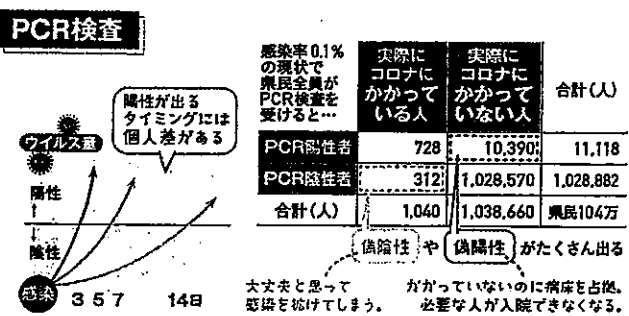 PCR検査
陽性が出る
タイミングには
個人差がある
ウイルス量
陽性
↑
↓
陰性
感染 3 5 7 14日
感染率0.1%
の現状で
県民全員が
PCR検査を
受けると…
実際に
コロナに
かかって
いる人
実際に
コロナに
かかって
いない人
合計(人)
PCR陽性者 728 10,390 11,118
PCR陰性者 312 1,028,570 1,028,882
合計(人) 1,040 1,038,660 県民104万
偽陰性 や 偽陽性 がたくさん出る
大丈夫と思って
感染を拡げてしまう。
かかっていないのに病床を占拠。
必要な人が入院できなくなる。